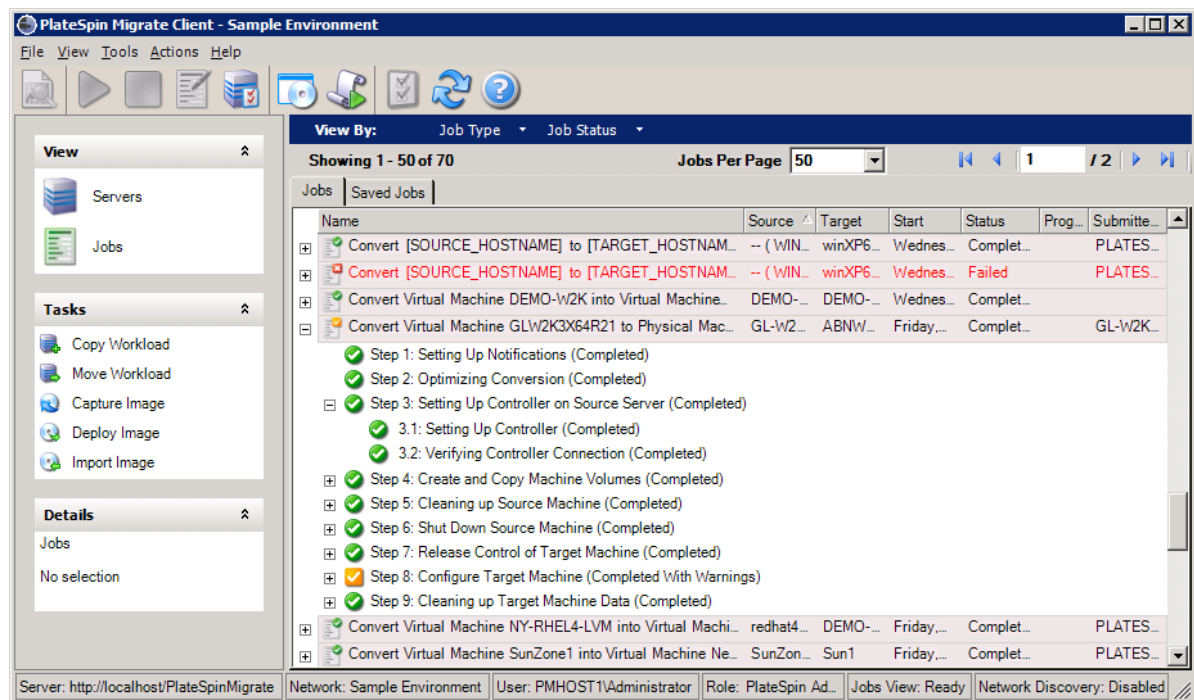 PlateSpin Migrate Client - Sample Environment
File View Tools Actions Help
View
Servers
Jobs
Tasks
Copy Workload
Move Workload
Capture Image
Deploy Image
Import Image
Details
Jobs
No selection
View By: Job Type Job Status
Showing 1 - 50 of 70 Jobs Per Page 50 1 / 2
Jobs Saved Jobs
Name Source Target Start Status Prog... Submitte...
Convert [SOURCE_HOSTNAME] to [TARGET_HOSTNAM... -- ( WIN... winXP6... Wednes... Complet... PLATES...
Convert [SOURCE_HOSTNAME] to [TARGET_HOSTNAM... -- ( WIN... winXP6... Wednes... Failed PLATES...
Convert Virtual Machine DEMO-W2K into Virtual Machine... DEMO-... DEMO-... Wednes... Complet...
Convert Virtual Machine GLW2K3X64R21 to Physical Mac... GL-W2... ABNW... Friday,... Complet... GL-W2K...
Step 1: Setting Up Notifications (Completed)
Step 2: Optimizing Conversion (Completed)
Step 3: Setting Up Controller on Source Server (Completed)
3.1: Setting Up Controller (Completed)
3.2: Verifying Controller Connection (Completed)
Step 4: Create and Copy Machine Volumes (Completed)
Step 5: Cleaning up Source Machine (Completed)
Step 6: Shut Down Source Machine (Completed)
Step 7: Release Control of Target Machine (Completed)
Step 8: Configure Target Machine (Completed With Warnings)
Step 9: Cleaning up Target Machine Data (Completed)
Convert Virtual Machine NY-RHEL4-LVM into Virtual Machi... redhat4... DEMO-... Friday,... Complet... PLATES...
Convert Virtual Machine SunZone1 into Virtual Machine Ne... SunZon... Sun1 Friday,... Complet... PLATES...
Server: http://localhost/PlateSpinMigrate Network: Sample Environment User: PMHOST1\Administrator Role: PlateSpin Ad... Jobs View: Ready Network Discovery: Disabled